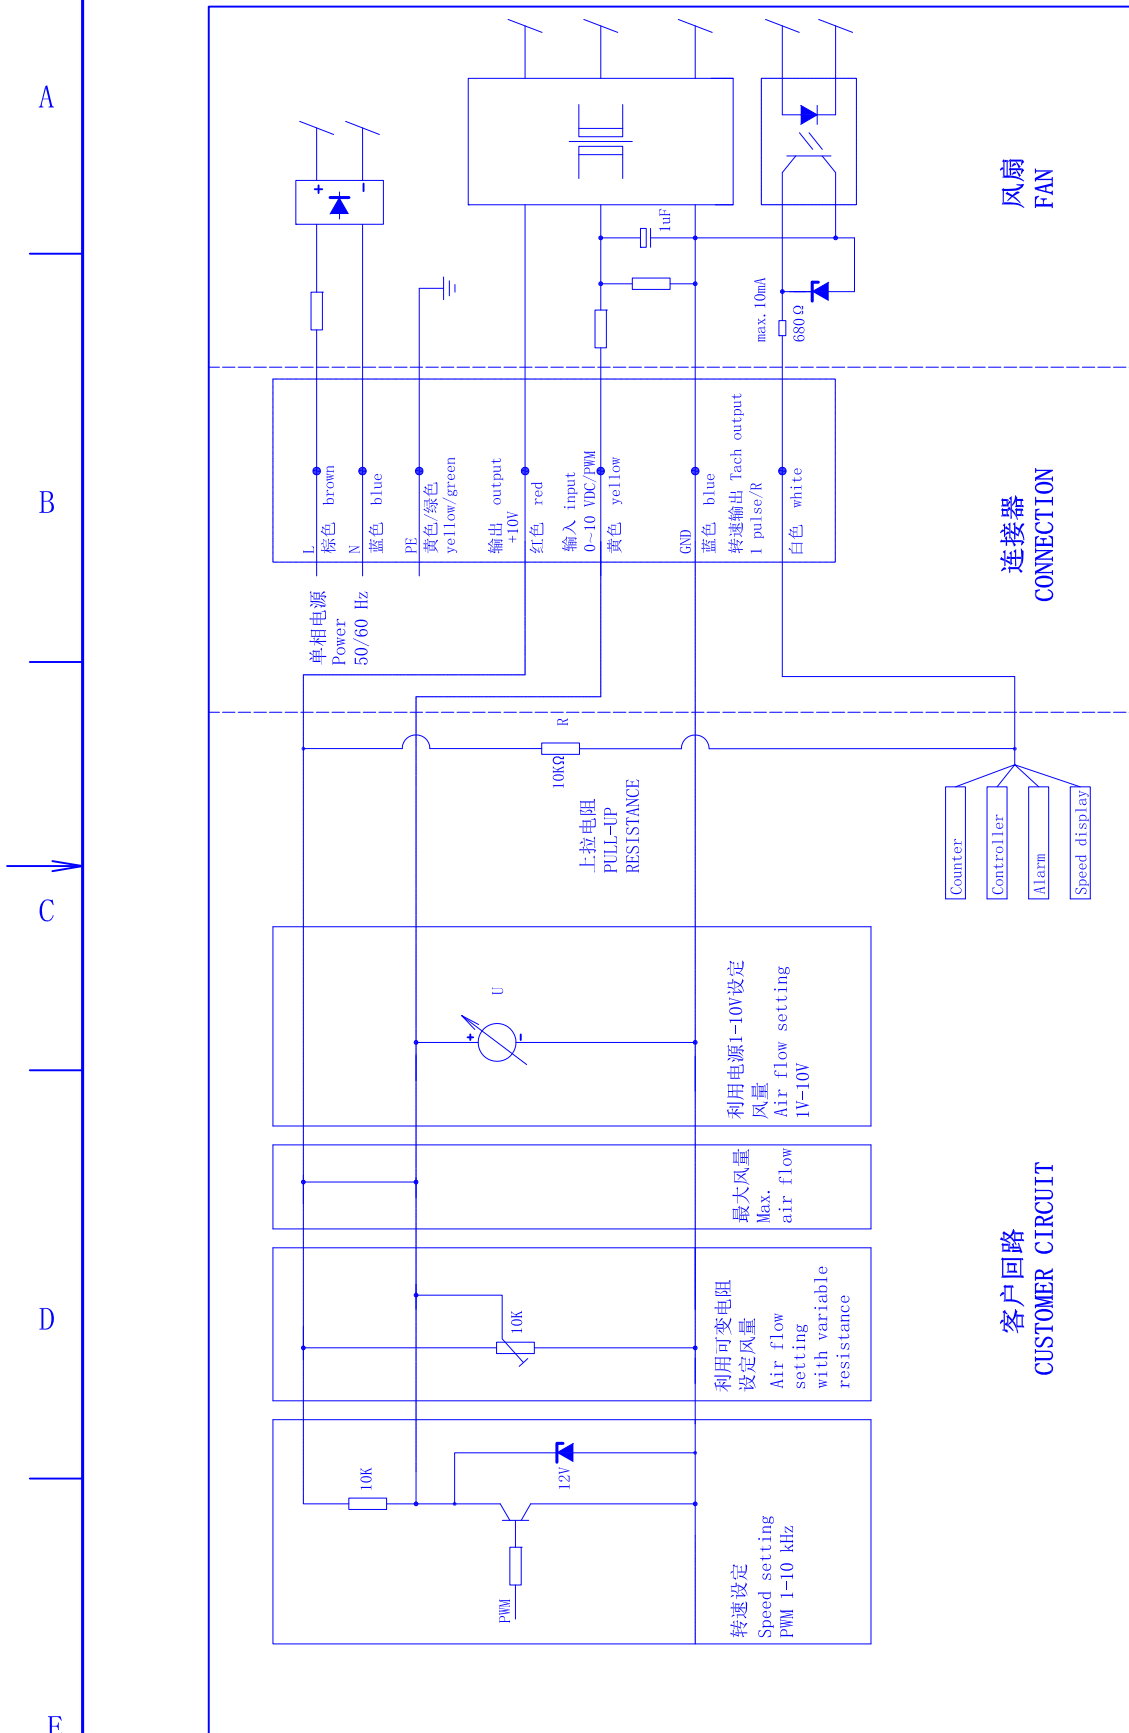 A
B
C
D
+
−
1uF
max. 10mA
680Ω
风扇
FAN
L
棕色 brown
N
蓝色 blue
PE
黄色/绿色
yellow/green
输出 output
+10V
红色 red
输入 input
0~10 VDC/PWM
黄色 yellow
GND
蓝色 blue
转速输出 Tach output
1 pulse/R
白色 white
连接器
CONNECTION
单相电源
Power
50/60 Hz
R
10KΩ
上拉电阻
PULL-UP
RESISTANCE
Counter
Controller
Alarm
Speed display
U
+
−
利用电源1-10V设定
风量
Air flow setting
1V-10V
最大风量
Max.
air flow
10K
利用可变电阻
设定风量
Air flow
setting
with variable
resistance
客户回路
CUSTOMER CIRCUIT
10K
12V
PWM
转速设定
Speed setting
PWM 1-10 kHz